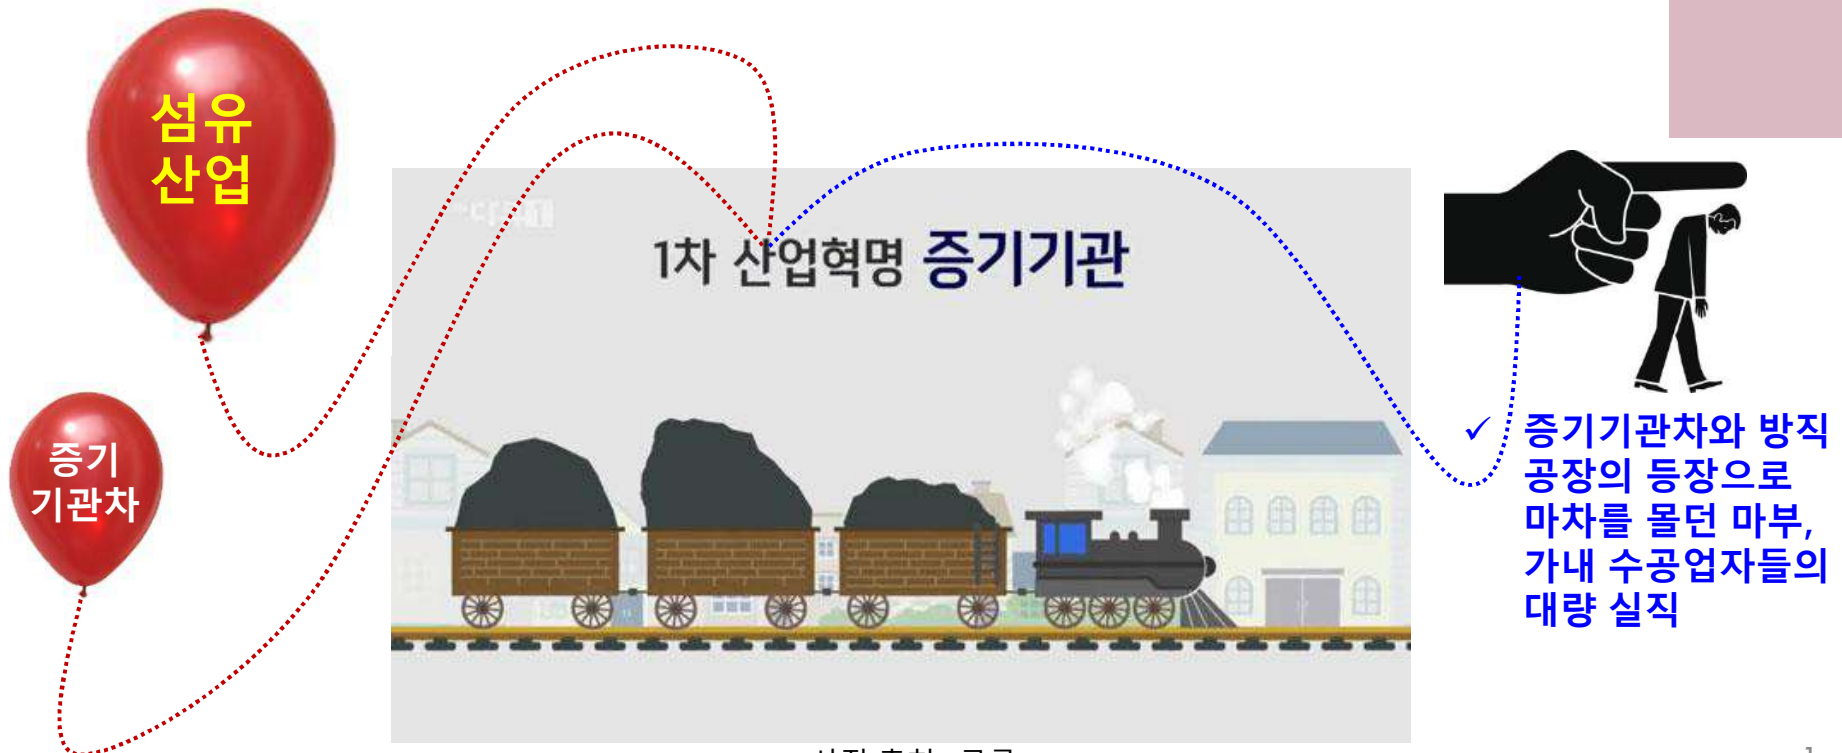 섬유
산업
증기
기관차
1차 산업혁명 증기기관
✓ 증기기관차와 방직
공장의 등장으로
마차를 몰던 마부,
가내 수공업자들의
대량 실직